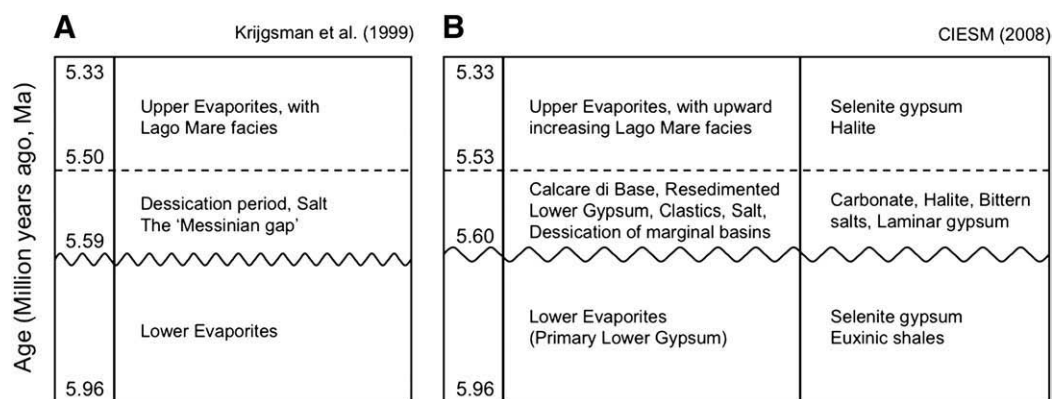 A
Krijgsman et al. (1999)
Age (Million years ago, Ma)
5.33
Upper Evaporites, with
Lago Mare facies
5.50
Dessication period, Salt
The ‘Messinian gap’
5.59
Lower Evaporites
5.96
B
CIESM (2008)
5.33
Upper Evaporites, with upward
increasing Lago Mare facies
Selenite gypsum
Halite
5.53
Calcare di Base, Resedimented
Lower Gypsum, Clastics, Salt,
Dessication of marginal basins
Carbonate, Halite, Bittern
salts, Laminar gypsum
5.60
Lower Evaporites
(Primary Lower Gypsum)
Selenite gypsum
Euxinic shales
5.96